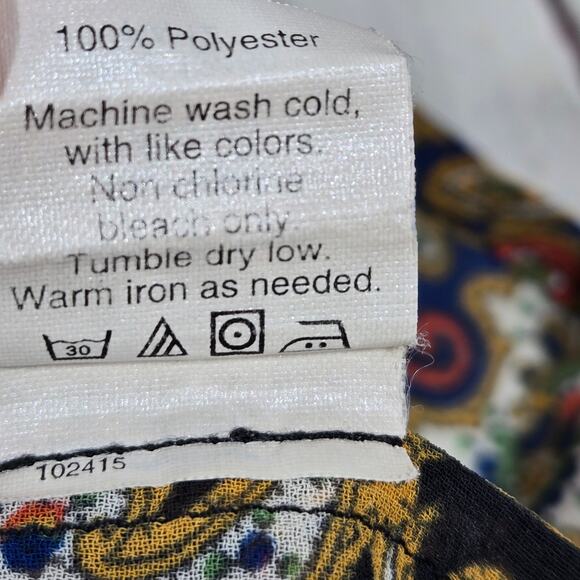 100% Polyester
Machine wash cold,
with like colors.
Non chlorine
bleach only.
Tumble dry low.
Warm iron as needed.
30
102415